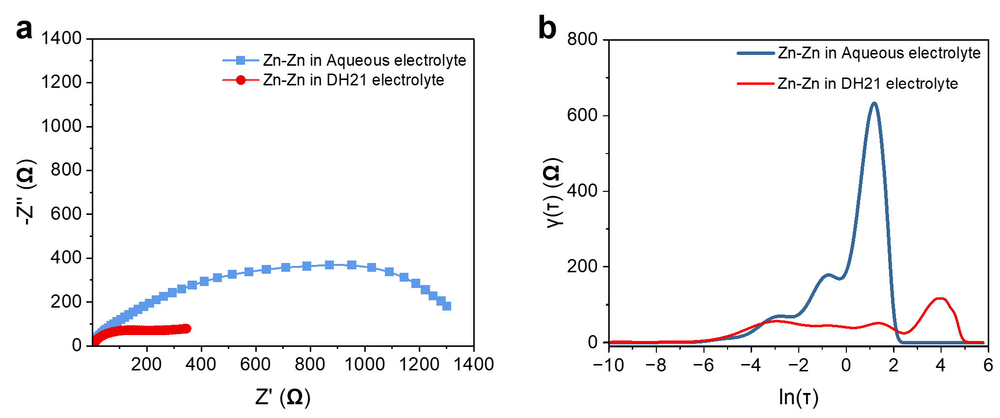 a
1400
1200
1000
800
600
400
200
0
-Z'' (Ω)
Zn-Zn in Aqueous electrolyte
Zn-Zn in DH21 electrolyte
200 400 600 800 1000 1200 1400
Z' (Ω)
b
800
600
400
200
0
γ(τ) (Ω)
Zn-Zn in Aqueous electrolyte
Zn-Zn in DH21 electrolyte
−10 −8 −6 −4 −2 0 2 4 6
ln(τ)